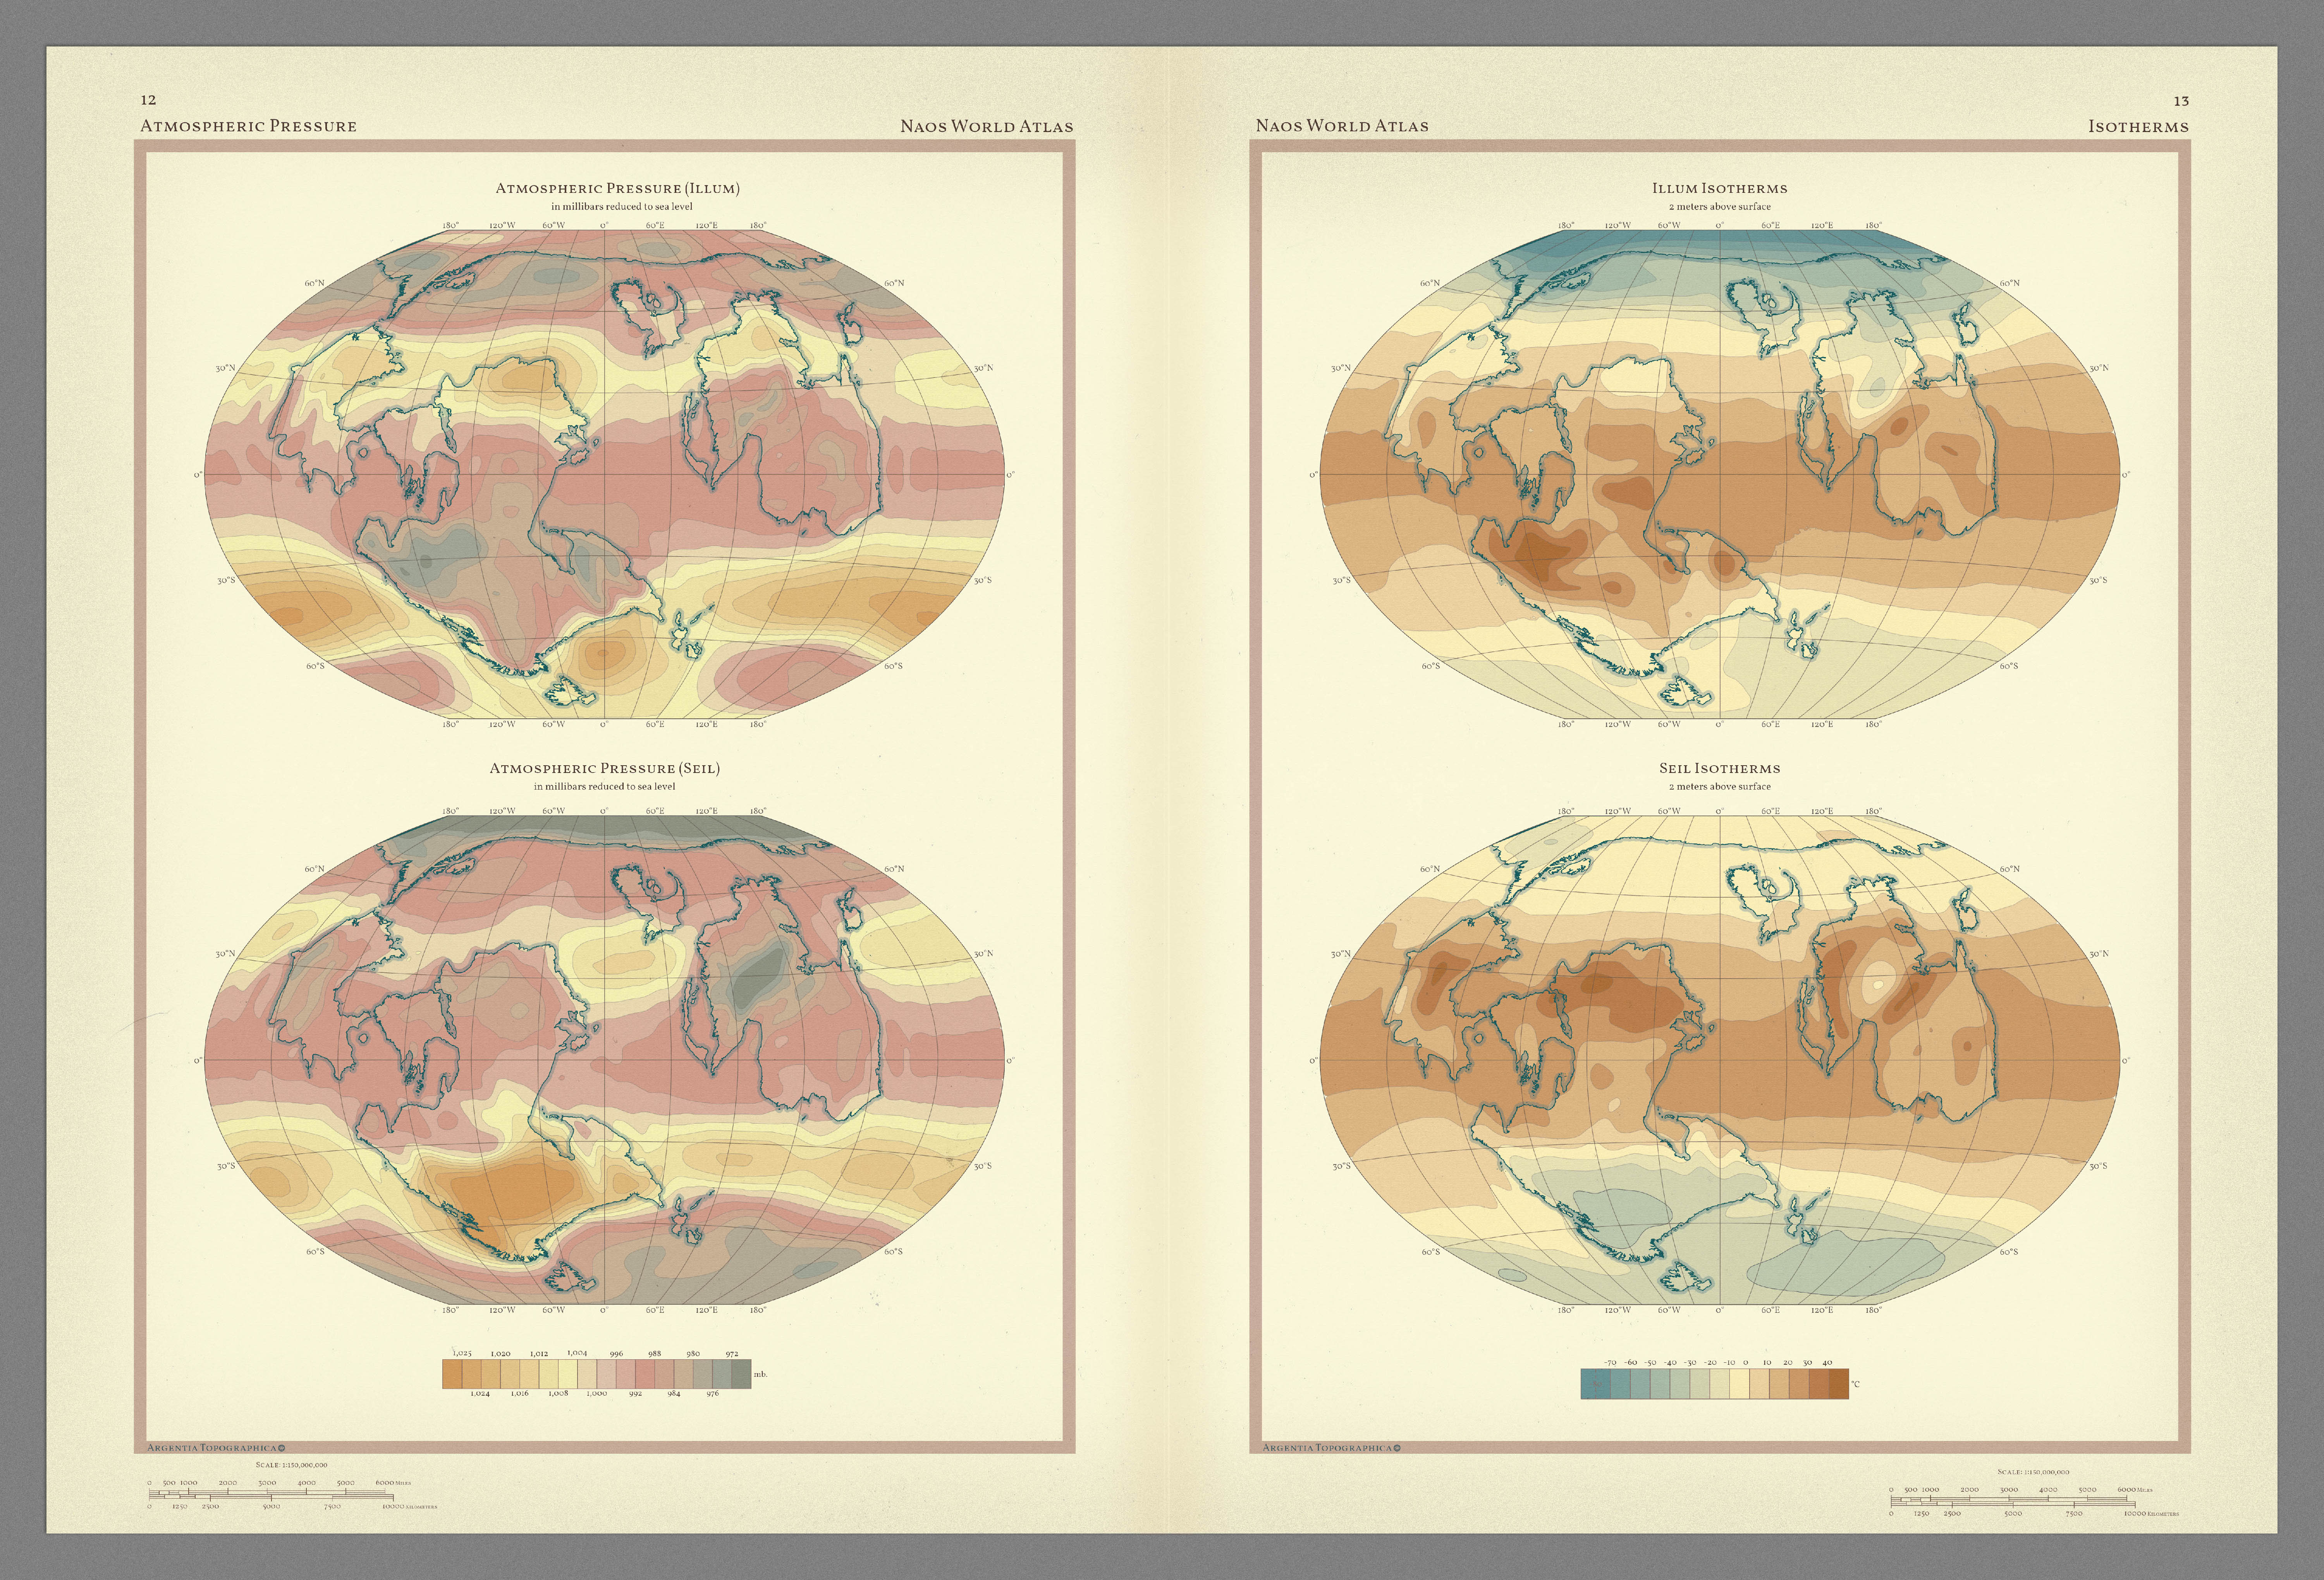 12
Atmospheric Pressure
Naos World Atlas
Atmospheric Pressure (Illum)
in millibars reduced to sea level
180° 120°W 60°W 0° 60°E 120°E 180°
60°N 60°N
30°N 30°N
0° 0°
30°S 30°S
60°S 60°S
180° 120°W 60°W 0° 60°E 120°E 180°
Atmospheric Pressure (Seil)
in millibars reduced to sea level
180° 120°W 60°W 0° 60°E 120°E 180°
60°N 60°N
30°N 30°N
0° 0°
30°S 30°S
60°S 60°S
180° 120°W 60°W 0° 60°E 120°E 180°
1,025 1,020 1,012 1,004 996 988 980 972
mb.
1,024 1,016 1,008 1,000 992 984 976
Argentia Topographica©
Scale: 1:150,000,000
0 500 1000 2000 3000 4000 5000 6000 Miles
0 1250 2500 5000 7500 10000 Kilometers
13
Naos World Atlas
Isotherms
Illum Isotherms
2 meters above surface
180° 120°W 60°W 0° 60°E 120°E 180°
60°N 60°N
30°N 30°N
0° 0°
30°S 30°S
60°S 60°S
180° 120°W 60°W 0° 60°E 120°E 180°
Seil Isotherms
2 meters above surface
180° 120°W 60°W 0° 60°E 120°E 180°
60°N 60°N
30°N 30°N
0° 0°
30°S 30°S
60°S 60°S
180° 120°W 60°W 0° 60°E 120°E 180°
-70 -60 -50 -40 -30 -20 -10 0 10 20 30 40
°C
Argentia Topographica©
Scale: 1:150,000,000
0 500 1000 2000 3000 4000 5000 6000 Miles
0 1250 2500 5000 7500 10000 Kilometers